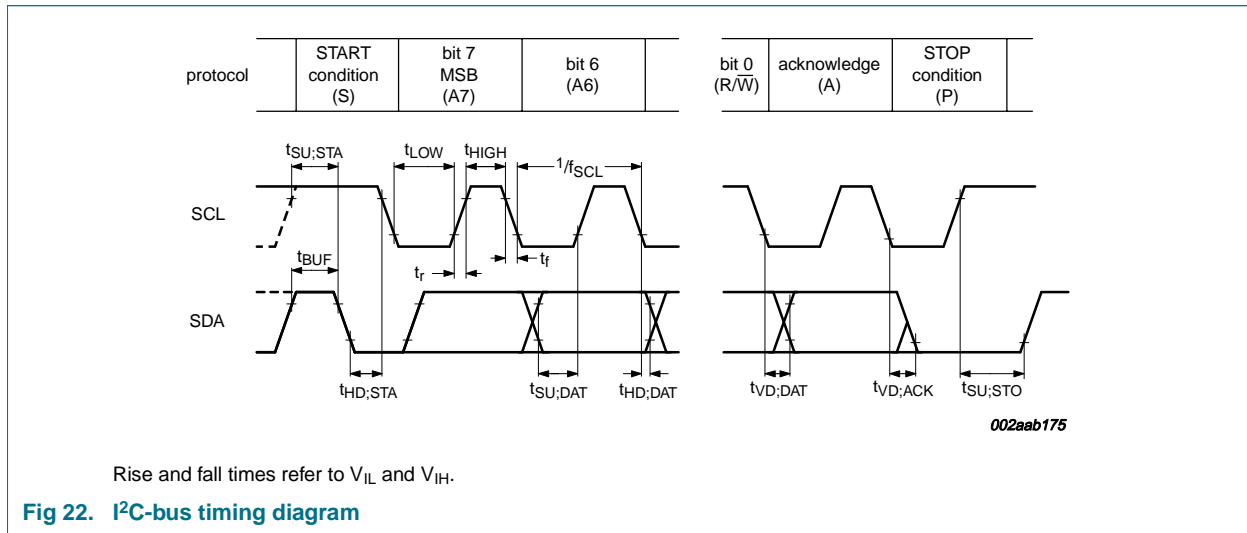 protocol
START
condition
(S)
bit 7
MSB
(A7)
bit 6
(A6)
bit 0
(R/W̅)
acknowledge
(A)
STOP
condition
(P)
tSU;STA
tLOW
tHIGH
1/fSCL
SCL
tBUF
tr
tf
SDA
tHD;STA
tSU;DAT
tHD;DAT
tVD;DAT
tVD;ACK
tSU;STO
002aab175
Rise and fall times refer to VIL and VIH.
Fig 22. I²C-bus timing diagram